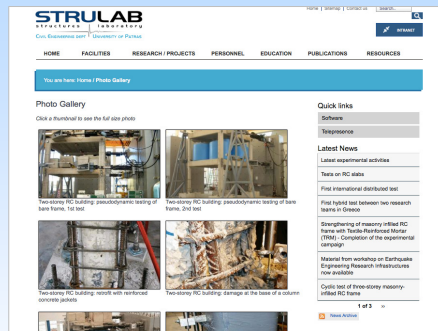 Home | Sitemap | Contact us
Search...
STRULAB
structures laboratory
CIVIL ENGINEERING DEPT | UNIVERSITY OF PATRAS
INTRANET
HOME FACILITIES RESEARCH / PROJECTS PERSONNEL EDUCATION PUBLICATIONS RESOURCES
You are here: Home / Photo Gallery
Photo Gallery
Click a thumbnail to see the full size photo
Two-storey RC building: pseudodynamic testing of
bare frame, 1st test
Two-storey RC building: pseudodynamic testing of bare
frame, 2nd test
Two-storey RC building: retrofit with reinforced
concrete jackets
Two-storey RC building: damage at the base of a column
Quick links
Software
Telepresence
Latest News
Latest experimental activities
Tests on RC slabs
First international distributed test
First hybrid test between two research
teams in Greece
Strengthening of masonry infilled RC
frame with Textile-Reinforced Mortar
(TRM) - Completion of the experimental
campaign
Material from workshop on Earthquake
Engineering Research Infrastructures
now available
Cyclic test of three-storey masonry-
infilled RC frame
1 of 3 »
News Archive